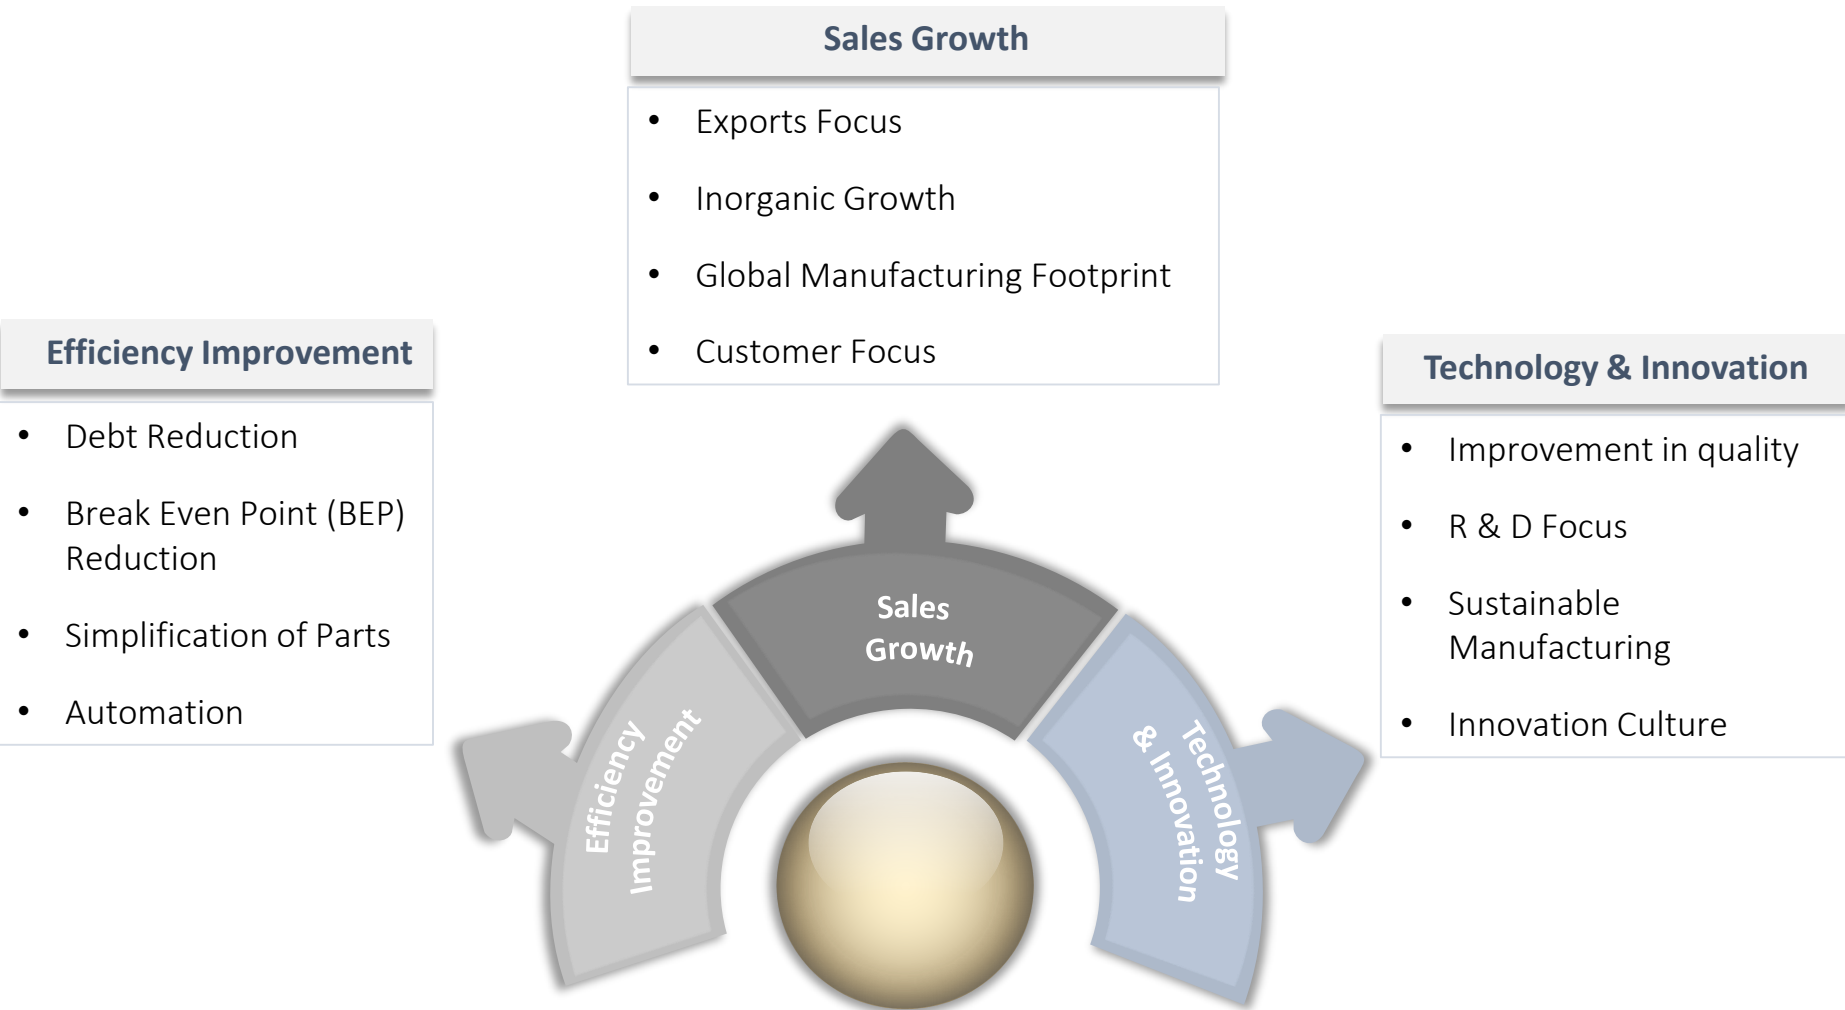 Sales Growth
• Exports Focus
• Inorganic Growth
• Global Manufacturing Footprint
• Customer Focus
Efficiency Improvement
• Debt Reduction
• Break Even Point (BEP)
Reduction
• Simplification of Parts
• Automation
Technology & Innovation
• Improvement in quality
• R & D Focus
• Sustainable
Manufacturing
• Innovation Culture
Efficiency
Improvement
Sales
Growth
Technology
& Innovation